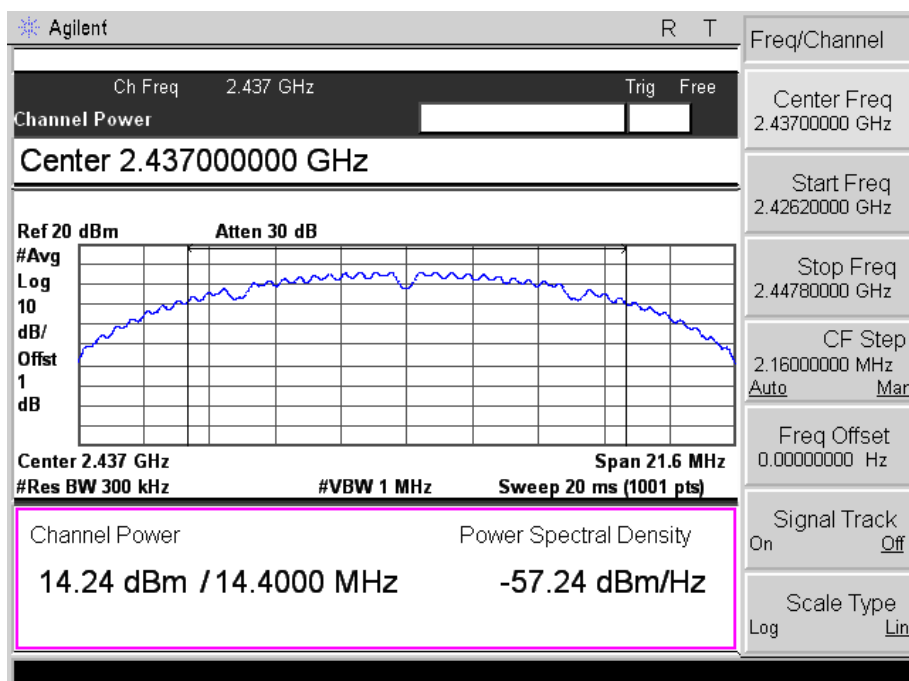 Agilent R T
Freq/Channel
Ch Freq 2.437 GHz Trig Free
Channel Power
Center 2.437000000 GHz
Ref 20 dBm Atten 30 dB
#Avg
Log
10
dB/
Offst
1
dB
Center 2.437 GHz Span 21.6 MHz
#Res BW 300 kHz #VBW 1 MHz Sweep 20 ms (1001 pts)
Channel Power Power Spectral Density
14.24 dBm / 14.4000 MHz -57.24 dBm/Hz
Center Freq
2.43700000 GHz
Start Freq
2.42620000 GHz
Stop Freq
2.44780000 GHz
CF Step
2.16000000 MHz
Auto Man
Freq Offset
0.00000000 Hz
Signal Track
On Off
Scale Type
Log Lin